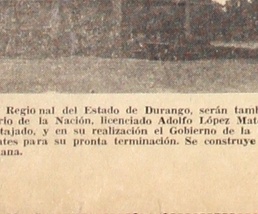 Regional del Estado de Durango, serán tamb
rio de la Nación, licenciado Adolfo López Mat
tajado, y en su realización el Gobierno de la
ntes para su pronta terminación. Se construye
ana.